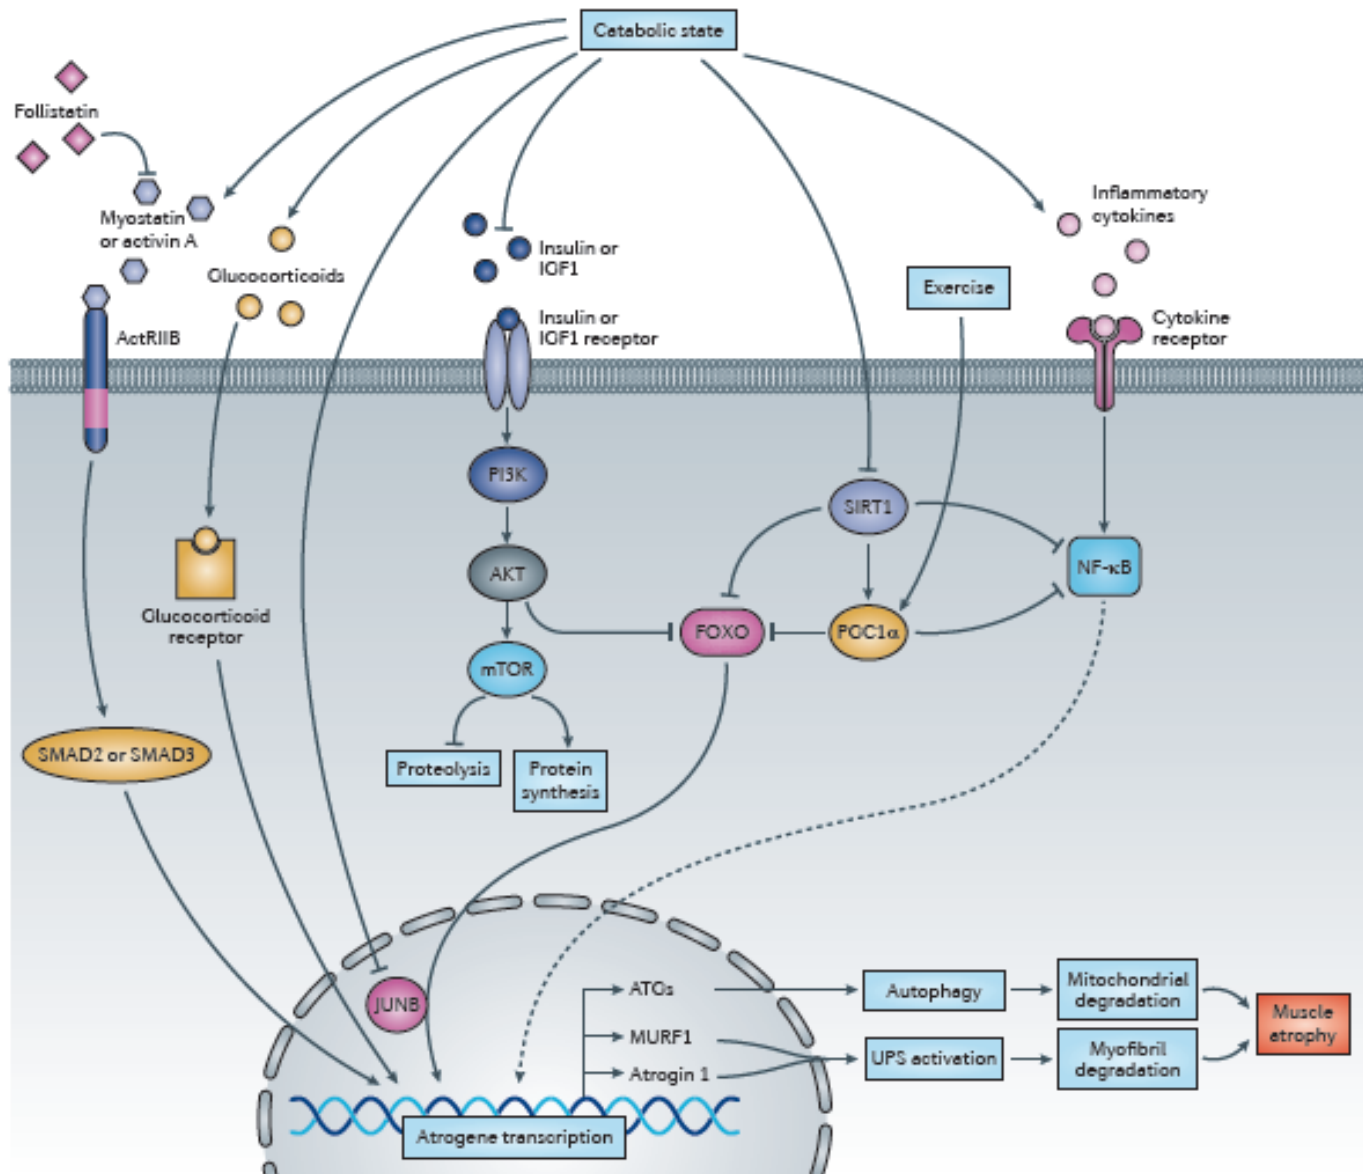 Catabolic state
Follistatin
Myostatin
or activin A
Glucocorticoids
Insulin or
IGF1
Inflammatory
cytokines
Exercise
ActRIIB
Insulin or
IGF1 receptor
Cytokine
receptor
PI3K
SIRT1
AKT
NF-κB
Glucocorticoid
receptor
FOXO
PGC1α
mTOR
SMAD2 or SMAD3
Proteolysis
Protein
synthesis
JUNB
ATGs
Autophagy
Mitochondrial
degradation
Muscle
atrophy
MURF1
UPS activation
Myofibril
degradation
Atrogin 1
Atrogene transcription